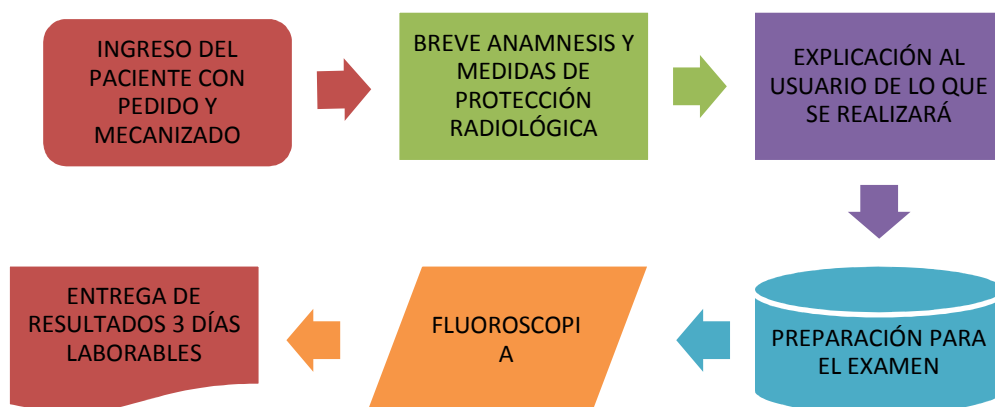 INGRESO DEL
PACIENTE CON
PEDIDO Y
MECANIZADO
BREVE ANAMNESIS Y
MEDIDAS DE
PROTECCIÓN
RADIOLÓGICA
EXPLICACIÓN AL
USUARIO DE LO QUE
SE REALIZARÁ
PREPARACIÓN PARA
EL EXAMEN
FLUOROSCOPI
A
ENTREGA DE
RESULTADOS 3 DÍAS
LABORABLES